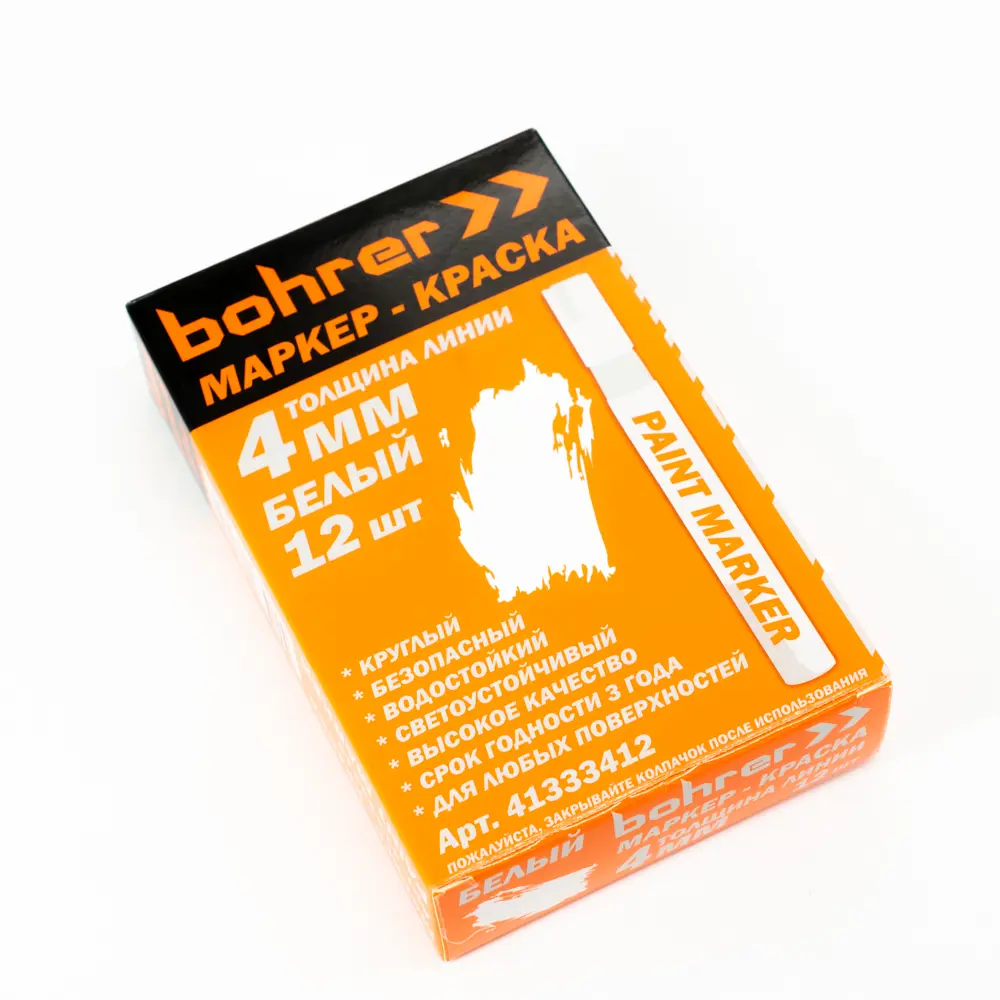 bohrer
МАРКЕР - КРАСКА
ТОЛЩИНА ЛИНИИ
4 ММ
БЕЛЫЙ
12 шт
PAINT MARKER
* КРУГЛЫЙ
* БЕЗОПАСНЫЙ
* ВОДОСТОЙКИЙ
* СВЕТОУСТОЙЧИВЫЙ
* ВЫСОКОЕ КАЧЕСТВО
* СРОК ГОДНОСТИ 3 ГОДА
* ДЛЯ ЛЮБЫХ ПОВЕРХНОСТЕЙ
Арт. 41333412
ПОЖАЛУЙСТА, ЗАКРЫВАЙТЕ КОЛПАЧОК ПОСЛЕ ИСПОЛЬЗОВАНИЯ
БЕЛЫЙ
bohrer
МАРКЕР - КРАСКА
ТОЛЩИНА ЛИНИИ
4 ММ
12 шт